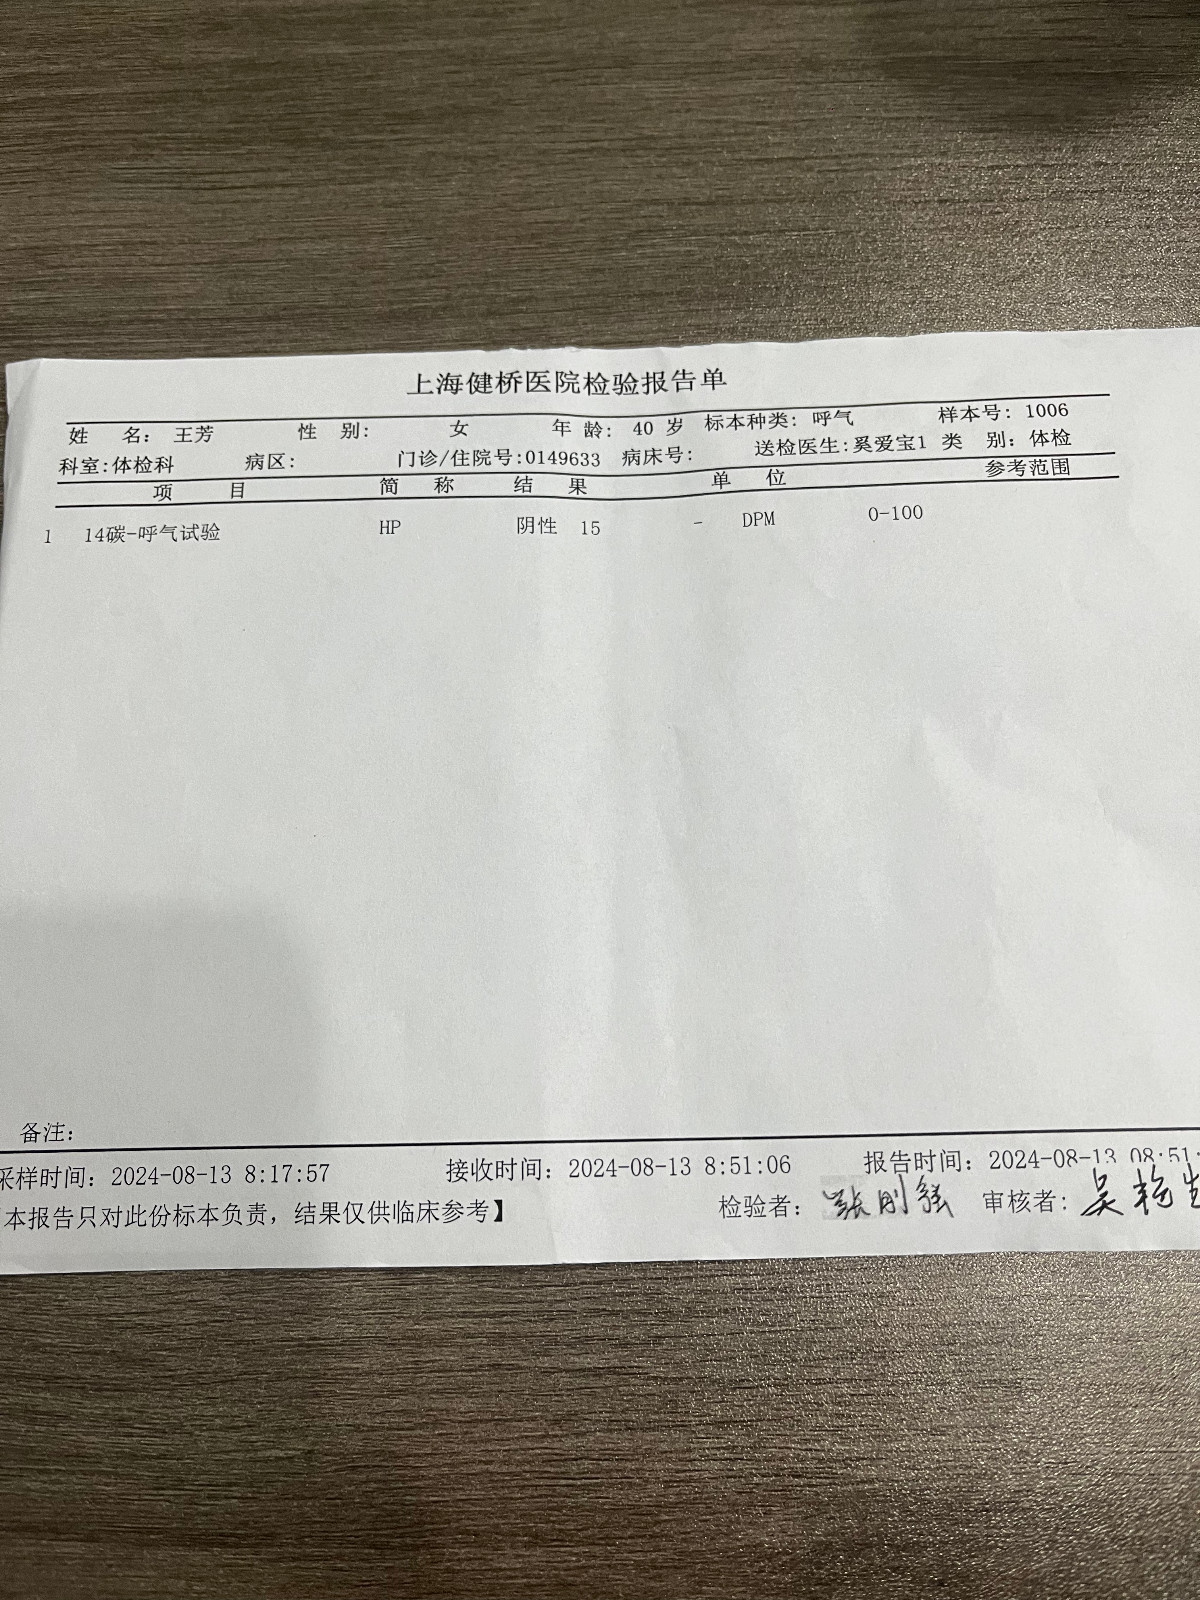 上海健桥医院检验报告单
姓 名: 王芳 性 别: 女 年 龄: 40 岁 标本种类: 呼气 样本号: 1006
科室:体检科 病区: 门诊/住院号:0149633 病床号: 送检医生:奚爱宝1 类 别: 体检
项 目 简 称 结 果 单 位 参考范围
1 14碳-呼气试验 HP 阴性 15 - DPM 0-100
备注:
采样时间: 2024-08-13 8:17:57 接收时间: 2024-08-13 8:51:06 报告时间: 2024-08-13 08:51:
本报告只对此份标本负责, 结果仅供临床参考】 检验者: 张刚强 审核者: 吴艳